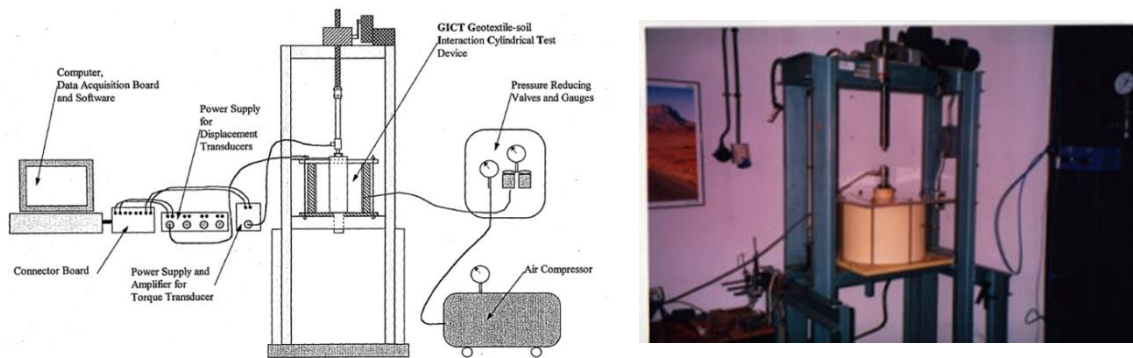 GICT Geotextile-soil
Interaction Cylindrical Test
Device
Computer,
Data Acquisition Board
and Software
Power Supply
for
Displacement
Transducers
Pressure Reducing
Valves and Gauges
Connector Board
Power Supply and
Amplifier for
Torque Transducer
Air Compressor